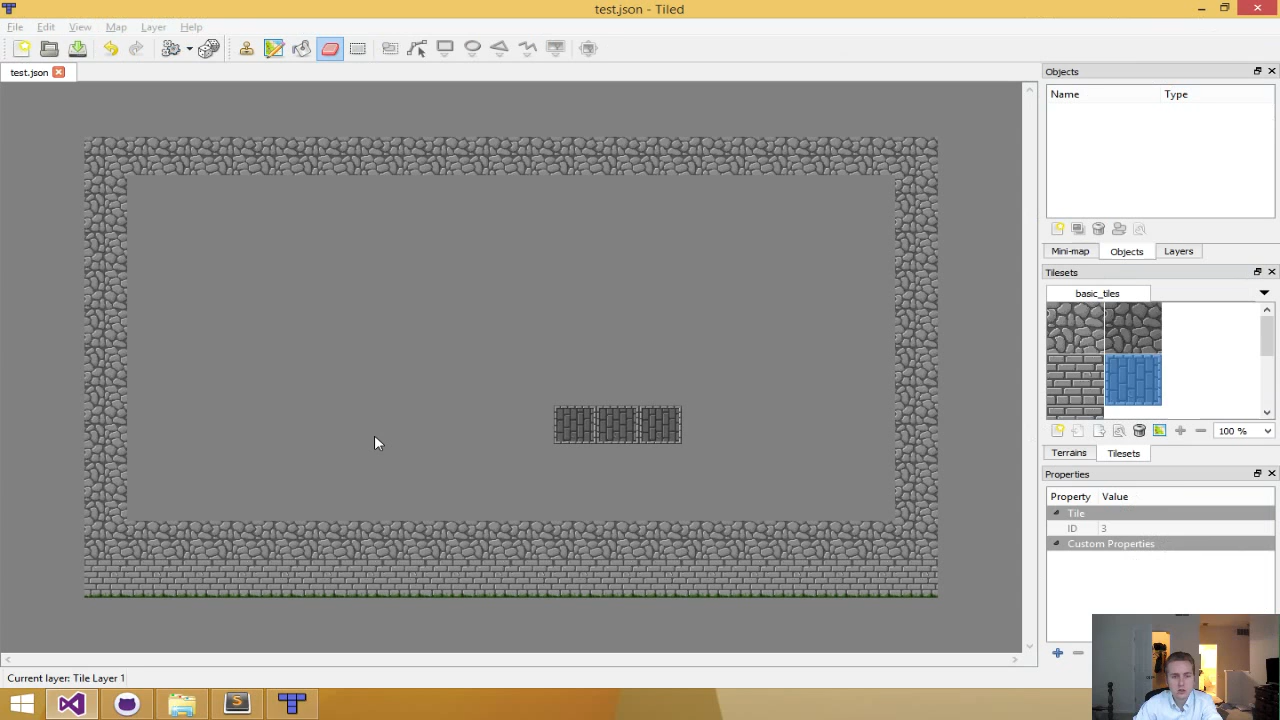 test.json - Tiled
File Edit View Map Layer Help
test.json
Objects
Name Type
Mini-map Objects Layers
Tilesets
basic_tiles
100 %
Terrains Tilesets
Properties
Property Value
Tile
ID 3
Custom Properties
Current layer: Tile Layer 1